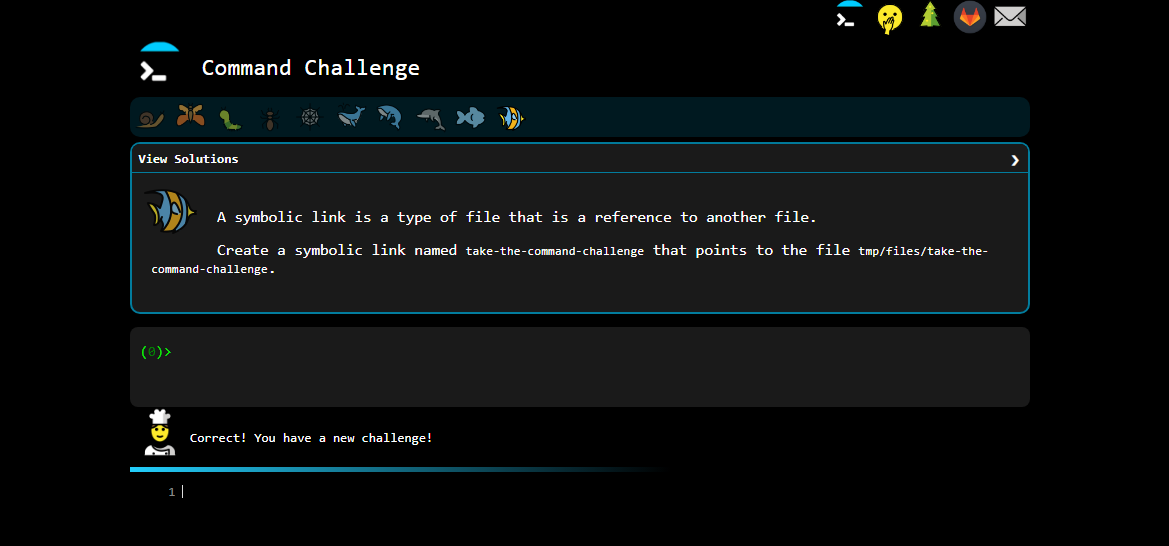 Command Challenge
View Solutions
A symbolic link is a type of file that is a reference to another file.
Create a symbolic link named take-the-command-challenge that points to the file tmp/files/take-the-
command-challenge.
(0)>
Correct! You have a new challenge!
1